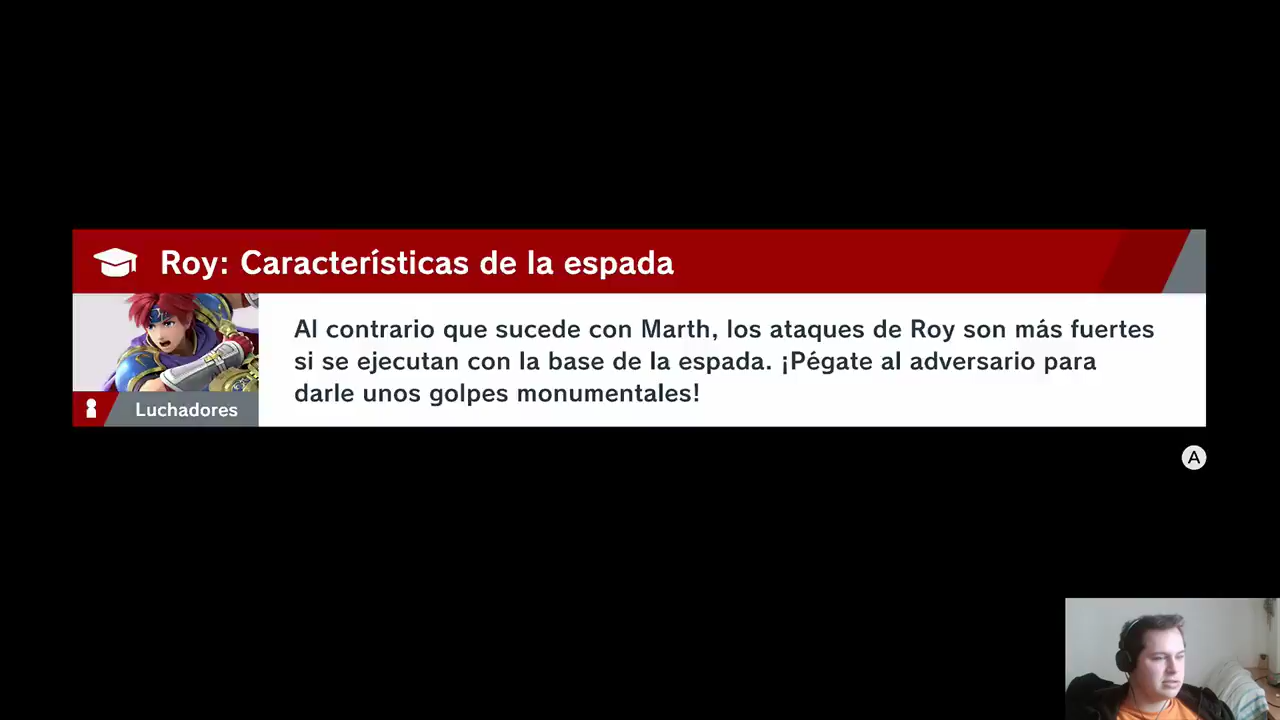 Roy: Características de la espada
Al contrario que sucede con Marth, los ataques de Roy son más fuertes
si se ejecutan con la base de la espada. ¡Pégate al adversario para
darle unos golpes monumentales!
Luchadores
A